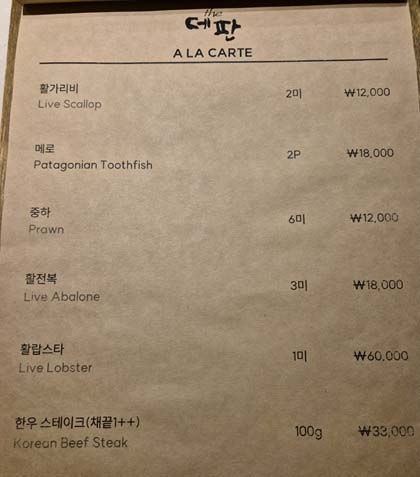 the
데판
A LA CARTE
활가리비 2미 ₩12,000
Live Scallop
메로 2P ₩18,000
Patagonian Toothfish
중하 6미 ₩12,000
Prawn
활전복 3미 ₩18,000
Live Abalone
활랍스타 1미 ₩60,000
Live Lobster
한우 스테이크(채끝1++) 100g ₩33,000
Korean Beef Steak